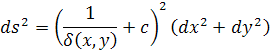 ds² = (1/δ(x, y) + c)² (dx² + dy²)